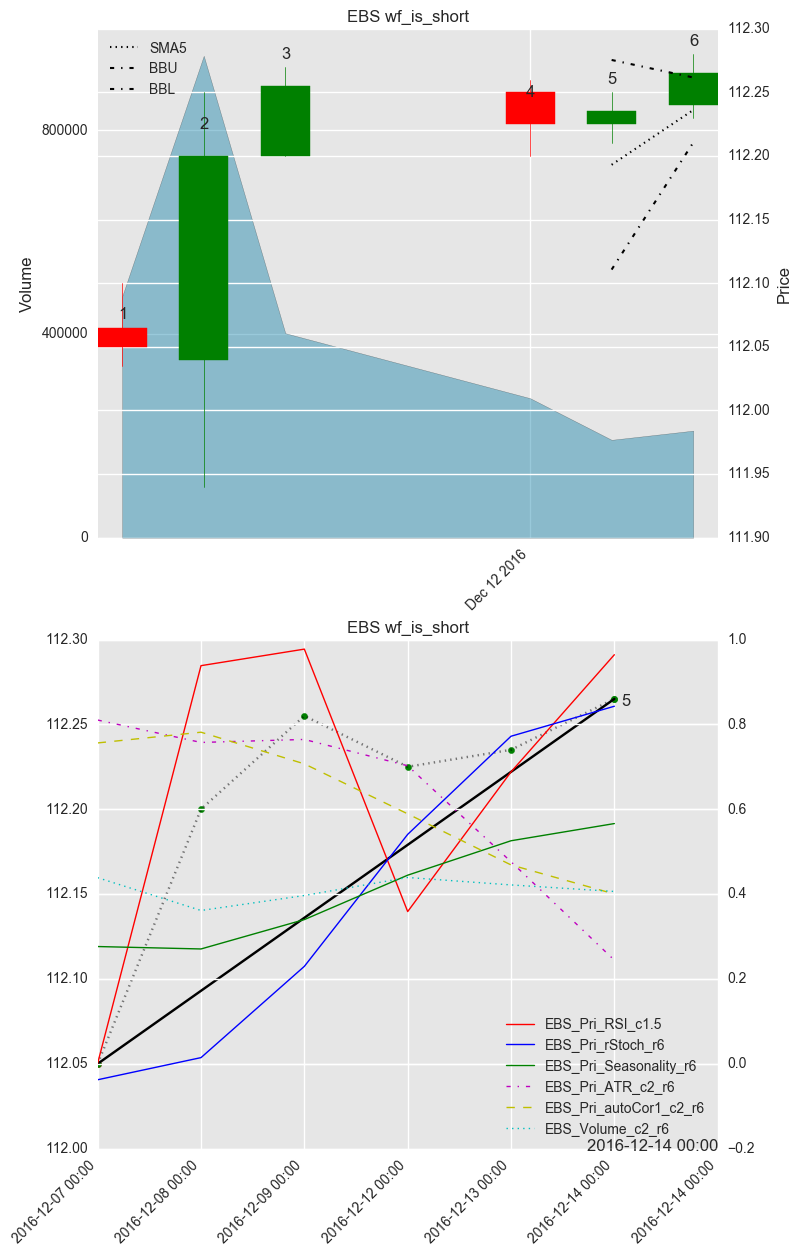 EBS wf_is_short
SMA5
BBU
BBL
1
2
3
4
5
6
800000
400000
0
Volume
112.30
112.25
112.20
112.15
112.10
112.05
112.00
111.95
111.90
Price
Dec 12 2016
EBS wf_is_short
112.30
112.25
112.20
112.15
112.10
112.05
112.00
1.0
0.8
0.6
0.4
0.2
0.0
−0.2
5
EBS_Pri_RSI_c1.5
EBS_Pri_rStoch_r6
EBS_Pri_Seasonality_r6
EBS_Pri_ATR_c2_r6
EBS_Pri_autoCor1_c2_r6
EBS_Volume_c2_r6
2016-12-14 00:00
2016-12-07 00:00
2016-12-08 00:00
2016-12-09 00:00
2016-12-12 00:00
2016-12-13 00:00
2016-12-14 00:00
2016-12-14 00:00